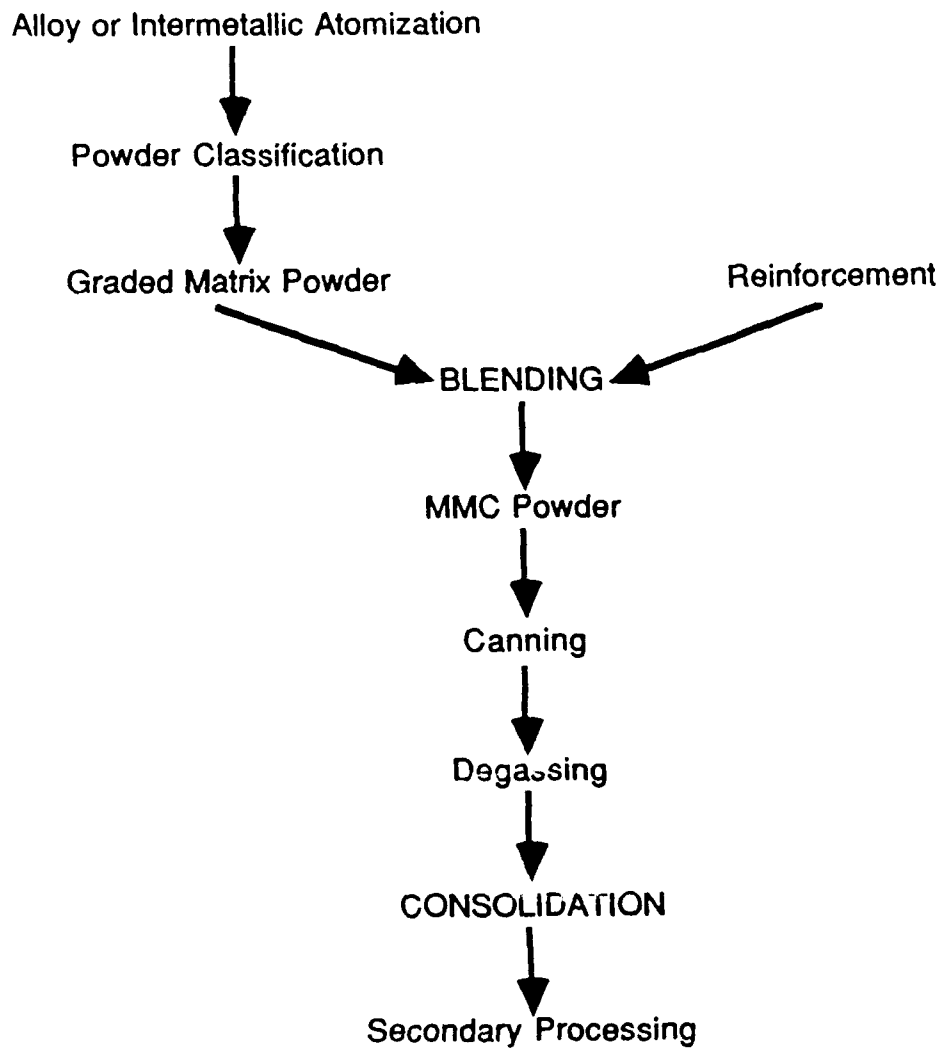 Alloy or Intermetallic Atomization
Powder Classification
Graded Matrix Powder
Reinforcement
BLENDING
MMC Powder
Canning
Degassing
CONSOLIDATION
Secondary Processing